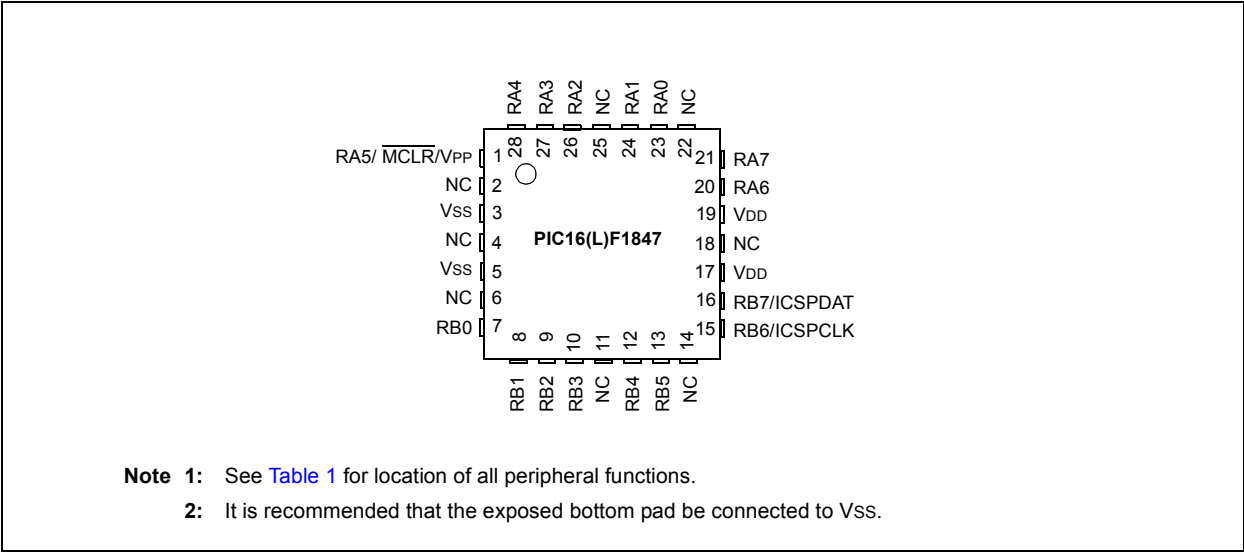 RA4 RA3 RA2 NC RA1 RA0 NC
28 27 26 25 24 23 22
RA5/ MCLR/VPP 1 21 RA7
NC 2 20 RA6
VSS 3 19 VDD
NC 4 PIC16(L)F1847 18 NC
VSS 5 17 VDD
NC 6 16 RB7/ICSPDAT
RB0 7 15 RB6/ICSPCLK
8 9 10 11 12 13 14
RB1 RB2 RB3 NC RB4 RB5 NC
Note 1: See Table 1 for location of all peripheral functions.
2: It is recommended that the exposed bottom pad be connected to VSS.